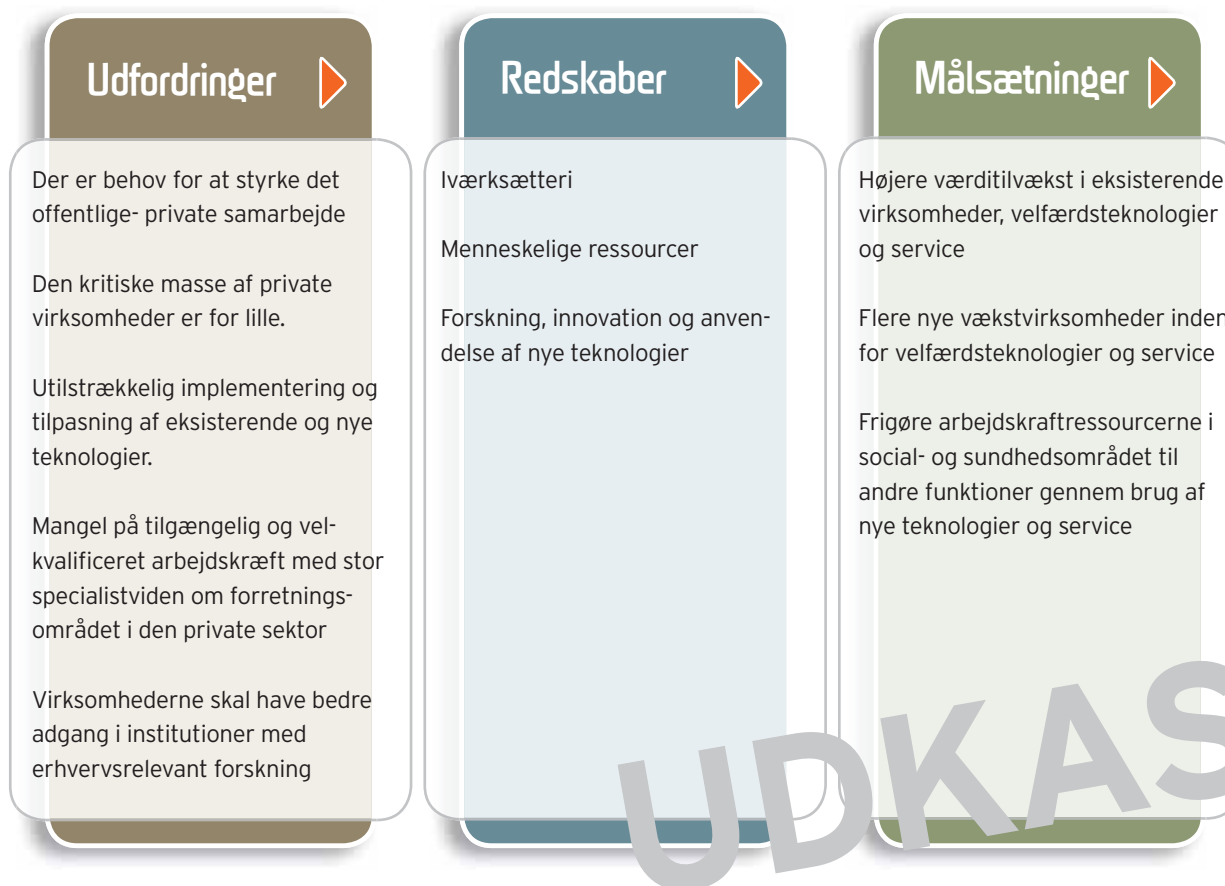 Udfordringer
Der er behov for at styrke det
offentlige- private samarbejde
Den kritiske masse af private
virksomheder er for lille.
Utilstrækkelig implementering og
tilpasning af eksisterende og nye
teknologier.
Mangel på tilgængelig og vel-
kvalificeret arbejdskræft med stor
specialistviden om forretnings-
området i den private sektor
Virksomhederne skal have bedre
adgang i institutioner med
erhvervsrelevant forskning
Redskaber
Iværksætteri
Menneskelige ressourcer
Forskning, innovation og anven-
delse af nye teknologier
Målsætninger
Højere værditilvækst i eksisterende
virksomheder, velfærdsteknologier
og service
Flere nye vækstvirksomheder inden
for velfærdsteknologier og service
Frigøre arbejdskraftressourcerne i
social- og sundhedsområdet til
andre funktioner gennem brug af
nye teknologier og service
UDKAS